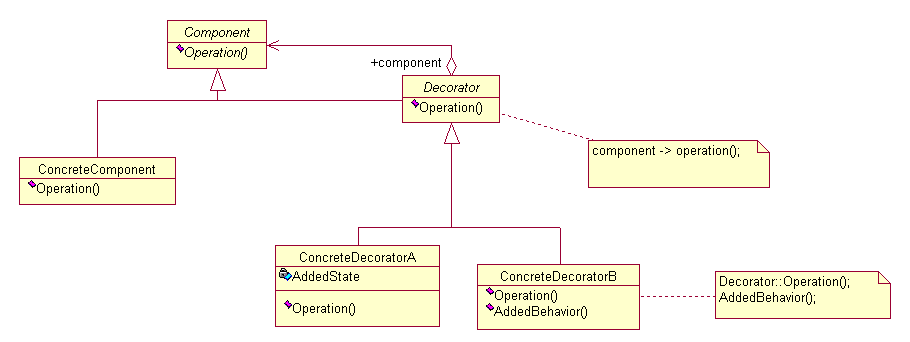 Component
Operation()
+component
Decorator
Operation()
component -> operation();
ConcreteComponent
Operation()
ConcreteDecoratorA
AddedState
Operation()
ConcreteDecoratorB
Operation()
AddedBehavior()
Decorator::Operation();
AddedBehavior();